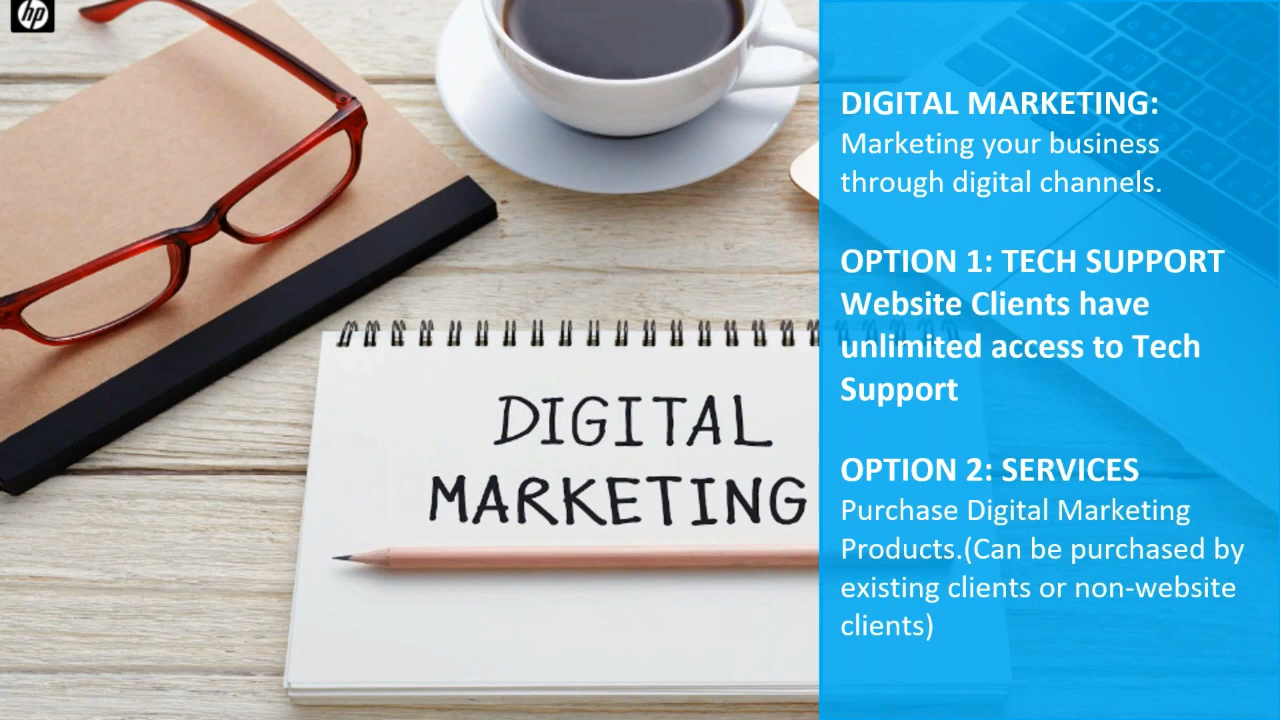 hp
DIGITAL
MARKETING
DIGITAL MARKETING:
Marketing your business
through digital channels.
OPTION 1: TECH SUPPORT
Website Clients have
unlimited access to Tech
Support
OPTION 2: SERVICES
Purchase Digital Marketing
Products.(Can be purchased by
existing clients or non-website
clients)